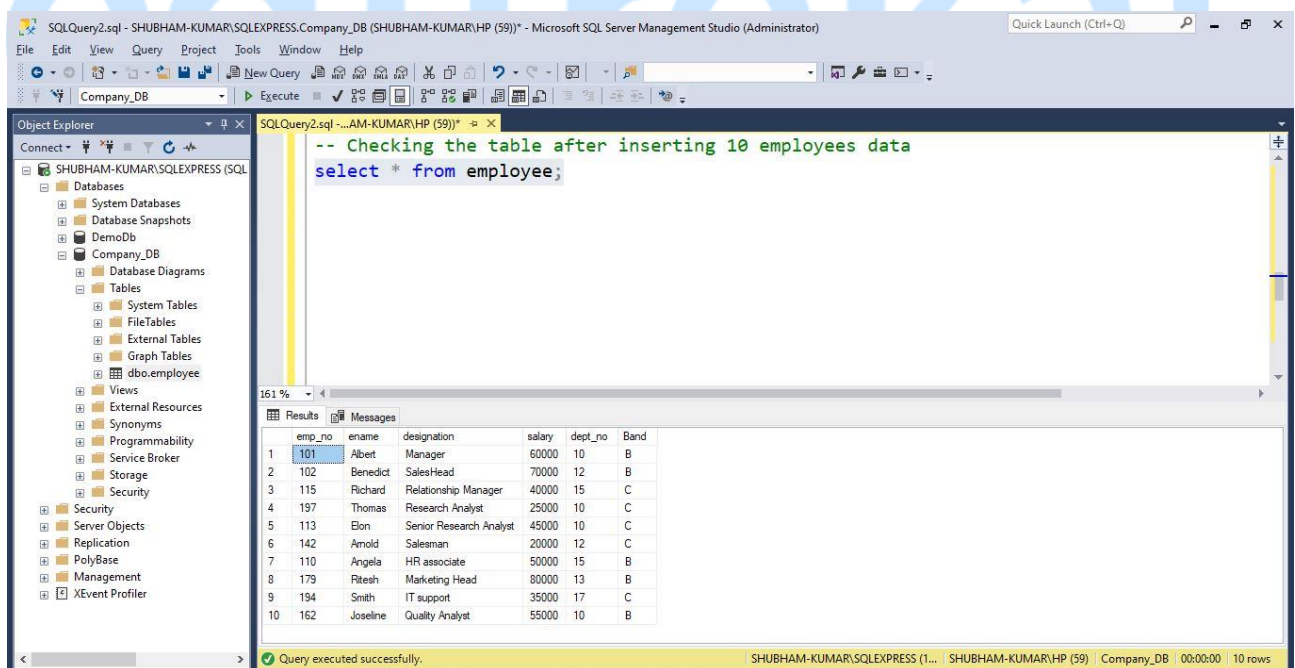 SQLQuery2.sql - SHUBHAM-KUMAR\SQLEXPRESS.Company_DB (SHUBHAM-KUMAR\HP (59))* - Microsoft SQL Server Management Studio (Administrator)
Quick Launch (Ctrl+Q)
File Edit View Query Project Tools Window Help
New Query
Company_DB
Execute
Object Explorer
SQLQuery2.sql -...AM-KUMAR\HP (59))*
Connect
SHUBHAM-KUMAR\SQLEXPRESS (SQL
Databases
System Databases
Database Snapshots
DemoDb
Company_DB
Database Diagrams
Tables
System Tables
FileTables
External Tables
Graph Tables
dbo.employee
Views
External Resources
Synonyms
Programmability
Service Broker
Storage
Security
Security
Server Objects
Replication
PolyBase
Management
XEvent Profiler
-- Checking the table after inserting 10 employees data
select * from employee;
161 %
Results Messages
emp_no ename designation salary dept_no Band
1 101 Albert Manager 60000 10 B
2 102 Benedict SalesHead 70000 12 B
3 115 Richard Relationship Manager 40000 15 C
4 197 Thomas Research Analyst 25000 10 C
5 113 Elon Senior Research Analyst 45000 10 C
6 142 Arnold Salesman 20000 12 C
7 110 Angela HR associate 50000 15 B
8 179 Ritesh Marketing Head 80000 13 B
9 194 Smith IT support 35000 17 C
10 162 Joseline Quality Analyst 55000 10 B
Query executed successfully.
SHUBHAM-KUMAR\SQLEXPRESS (1... SHUBHAM-KUMAR\HP (59) Company_DB 00:00:00 10 rows